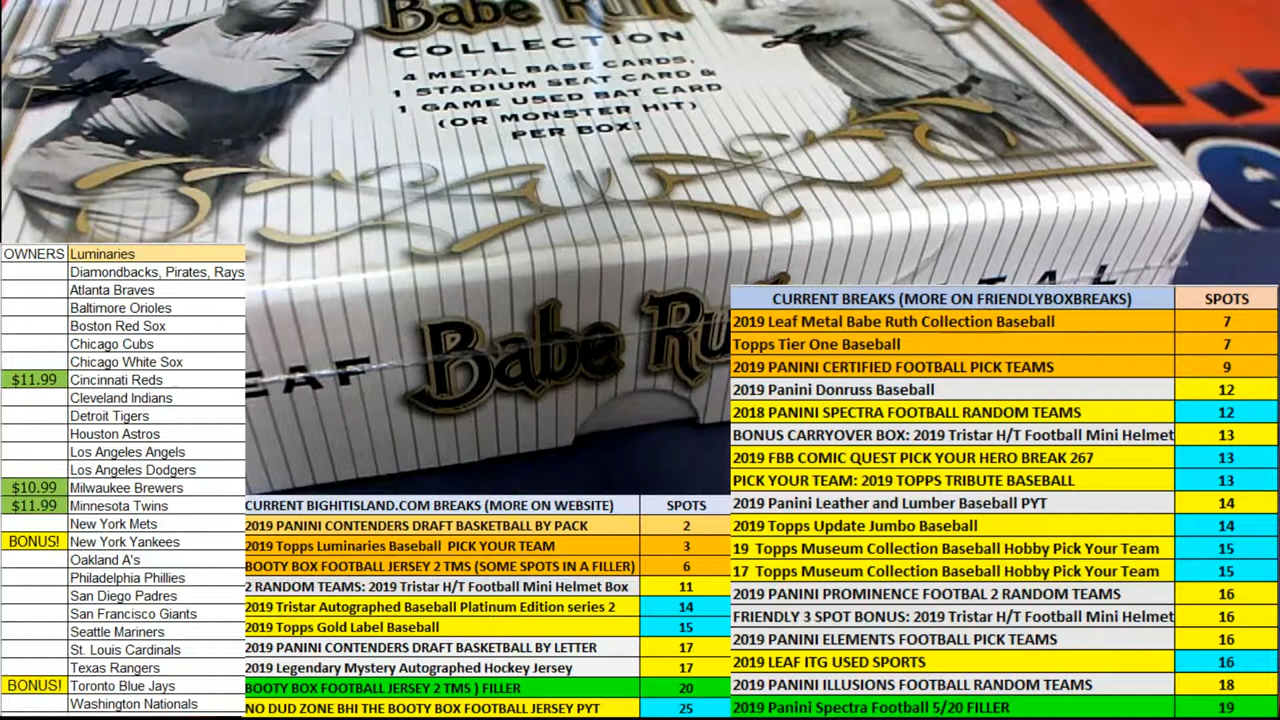 Babe Ruth
COLLECTION
4 METAL BASE CARDS,
1 STADIUM SEAT CARD &
1 GAME USED BAT CARD
(OR MONSTER HIT)
PER BOX!
EAF
Babe Ru
EAL
OWNERS Luminaries
Diamondbacks, Pirates, Rays
Atlanta Braves
Baltimore Orioles
Boston Red Sox
Chicago Cubs
Chicago White Sox
$11.99 Cincinnati Reds
Cleveland Indians
Detroit Tigers
Houston Astros
Los Angeles Angels
Los Angeles Dodgers
$10.99 Milwaukee Brewers
$11.99 Minnesota Twins
New York Mets
BONUS! New York Yankees
Oakland A's
Philadelphia Phillies
San Diego Padres
San Francisco Giants
Seattle Mariners
St. Louis Cardinals
Texas Rangers
BONUS! Toronto Blue Jays
Washington Nationals
CURRENT BIGHITISLAND.COM BREAKS (MORE ON WEBSITE) SPOTS
2019 PANINI CONTENDERS DRAFT BASKETBALL BY PACK 2
2019 Topps Luminaries Baseball PICK YOUR TEAM 3
BOOTY BOX FOOTBALL JERSEY 2 TMS (SOME SPOTS IN A FILLER) 6
2 RANDOM TEAMS: 2019 Tristar H/T Football Mini Helmet Box 11
2019 Tristar Autographed Baseball Platinum Edition series 2 14
2019 Topps Gold Label Baseball 15
2019 PANINI CONTENDERS DRAFT BASKETBALL BY LETTER 17
2019 Legendary Mystery Autographed Hockey Jersey 17
BOOTY BOX FOOTBALL JERSEY 2 TMS ) FILLER 20
NO DUD ZONE BHI THE BOOTY BOX FOOTBALL JERSEY PYT 25
CURRENT BREAKS (MORE ON FRIENDLYBOXBREAKS) SPOTS
2019 Leaf Metal Babe Ruth Collection Baseball 7
Topps Tier One Baseball 7
2019 PANINI CERTIFIED FOOTBALL PICK TEAMS 9
2019 Panini Donruss Baseball 12
2018 PANINI SPECTRA FOOTBALL RANDOM TEAMS 12
BONUS CARRYOVER BOX: 2019 Tristar H/T Football Mini Helmet 13
2019 FBB COMIC QUEST PICK YOUR HERO BREAK 267 13
PICK YOUR TEAM: 2019 TOPPS TRIBUTE BASEBALL 13
2019 Panini Leather and Lumber Baseball PYT 14
2019 Topps Update Jumbo Baseball 14
19 Topps Museum Collection Baseball Hobby Pick Your Team 15
17 Topps Museum Collection Baseball Hobby Pick Your Team 15
2019 PANINI PROMINENCE FOOTBAL 2 RANDOM TEAMS 16
FRIENDLY 3 SPOT BONUS: 2019 Tristar H/T Football Mini Helmet 16
2019 PANINI ELEMENTS FOOTBALL PICK TEAMS 16
2019 LEAF ITG USED SPORTS 16
2019 PANINI ILLUSIONS FOOTBALL RANDOM TEAMS 18
2019 Panini Spectra Football 5/20 FILLER 19